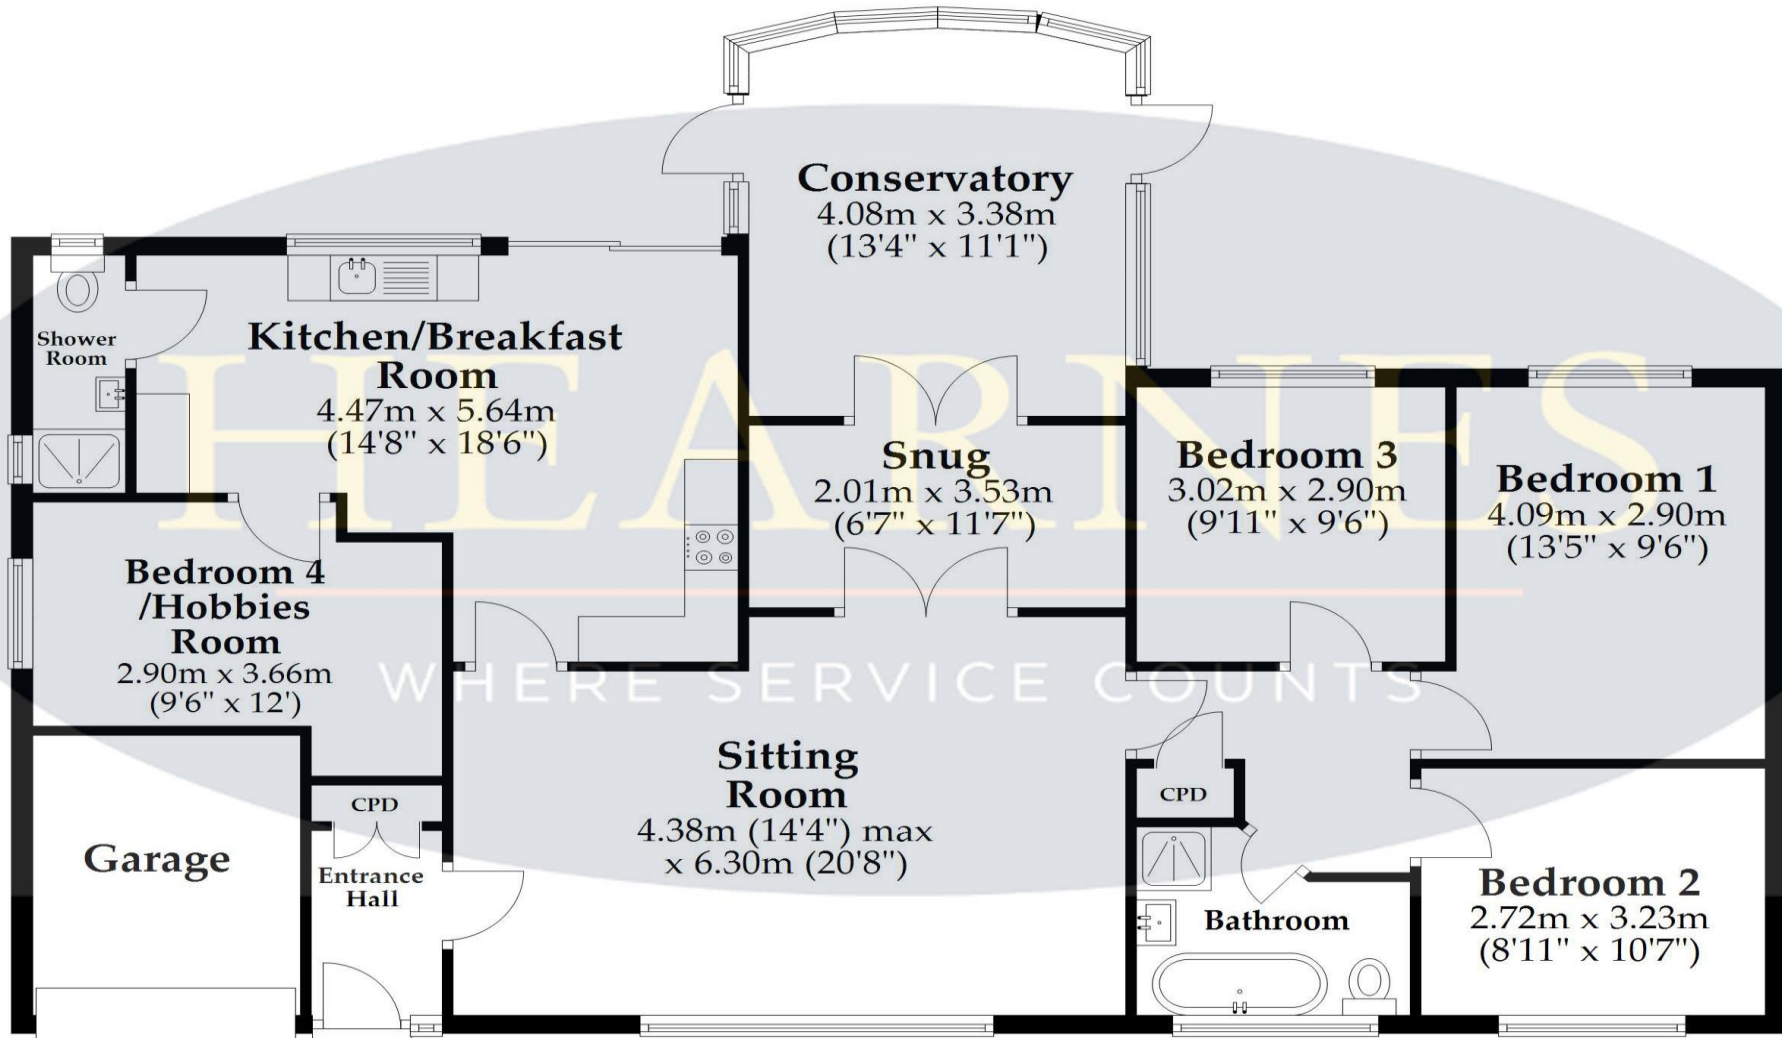 Conservatory
4.08m x 3.38m
(13'4" x 11'1")
Shower
Room
Kitchen/Breakfast
Room
4.47m x 5.64m
(14'8" x 18'6")
Snug
2.01m x 3.53m
(6'7" x 11'7")
Bedroom 3
3.02m x 2.90m
(9'11" x 9'6")
Bedroom 1
4.09m x 2.90m
(13'5" x 9'6")
HEARNES
WHERE SERVICE COUNTS
Bedroom 4
/Hobbies
Room
2.90m x 3.66m
(9'6" x 12')
Sitting
Room
4.38m (14'4") max
x 6.30m (20'8")
CPD
CPD
Garage
Entrance
Hall
Bathroom
Bedroom 2
2.72m x 3.23m
(8'11" x 10'7")